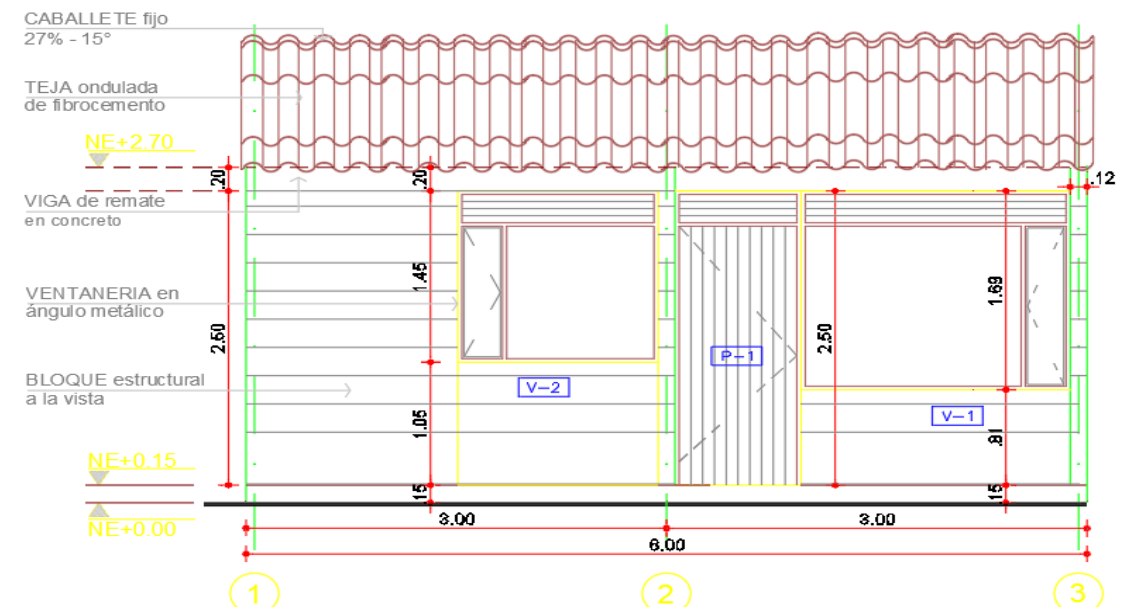 CABALLETE fijo
27% - 15°
TEJA ondulada
de fibrocemento
NE+2.70
.20
.20
.12
VIGA de remate
en concreto
VENTANERIA en
ángulo metálico
1.45
1.69
2.50
2.50
P-1
BLOQUE estructural
a la vista
V-2
V-1
1.05
.81
NE+0.15
.15
.15
NE+0.00
3.00
3.00
6.00
1
2
3